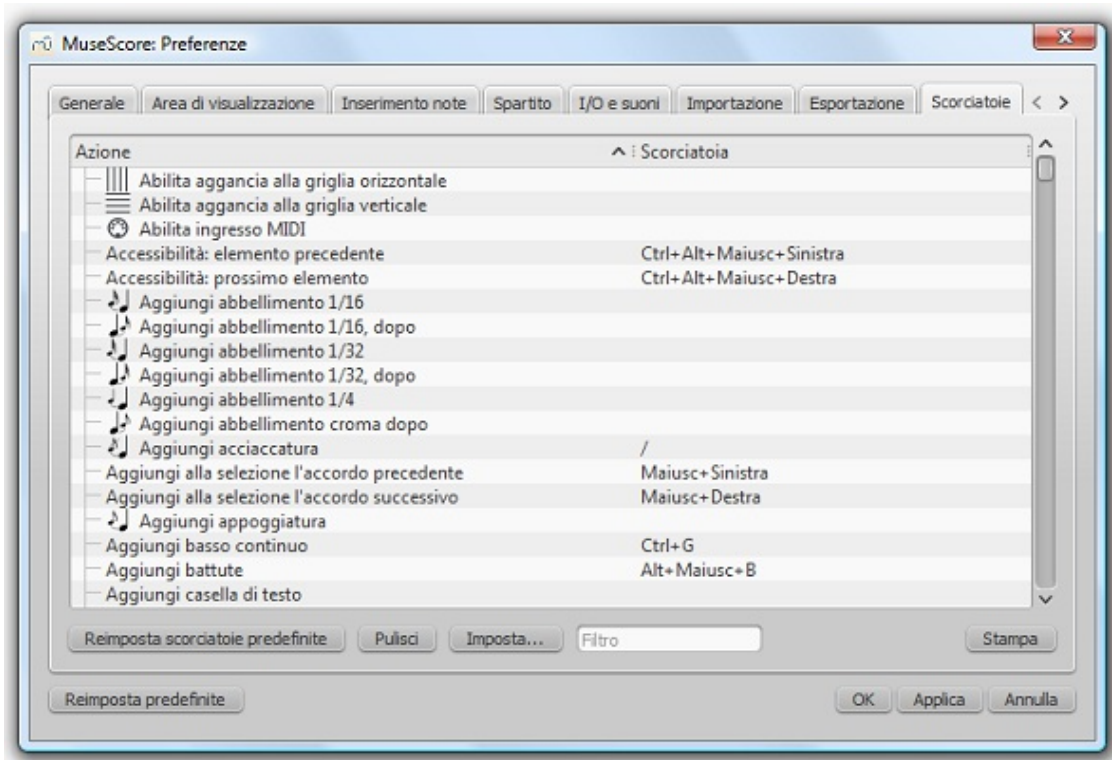 MuseScore: Preferenze
Generale Area di visualizzazione Inserimento note Spartito I/O e suoni Importazione Esportazione Scorciatoie < >
Azione Scorciatoia
Abilita aggancia alla griglia orizzontale
Abilita aggancia alla griglia verticale
Abilita ingresso MIDI
Accessibilità: elemento precedente Ctrl+Alt+Maiusc+Sinistra
Accessibilità: prossimo elemento Ctrl+Alt+Maiusc+Destra
Aggiungi abbellimento 1/16
Aggiungi abbellimento 1/16, dopo
Aggiungi abbellimento 1/32
Aggiungi abbellimento 1/32, dopo
Aggiungi abbellimento 1/4
Aggiungi abbellimento croma dopo
Aggiungi acciaccatura /
Aggiungi alla selezione l'accordo precedente Maiusc+Sinistra
Aggiungi alla selezione l'accordo successivo Maiusc+Destra
Aggiungi appoggiatura
Aggiungi basso continuo Ctrl+G
Aggiungi battute Alt+Maiusc+B
Aggiungi casella di testo
Reimposta scorciatoie predefinite Pulisci Imposta... Filtro Stampa
Reimposta predefinite OK Applica Annulla